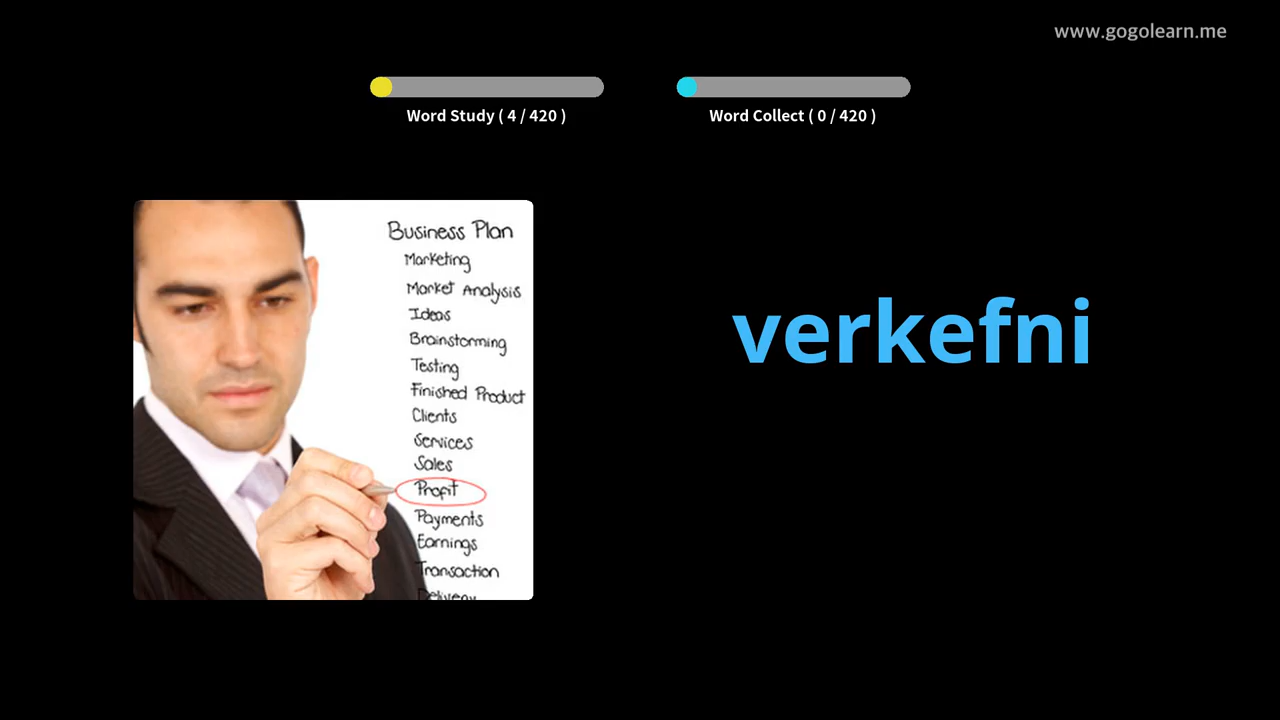 www.gogolearn.me
Word Study ( 4 / 420 )
Word Collect ( 0 / 420 )
Business Plan
Marketing
Market Analysis
Ideas
Brainstorming
Testing
Finished Product
Clients
Services
Sales
Profit
Payments
Earnings
Transaction
Delivery
verkefni